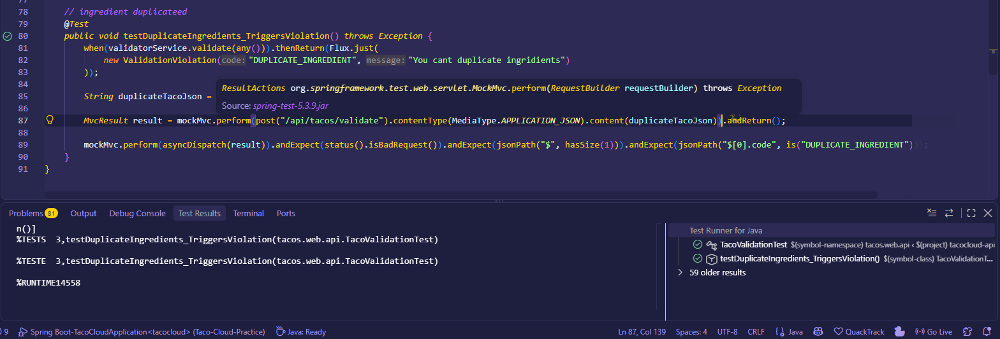 77
78 // ingredient duplicateed
79 @Test
80 public void testDuplicateIngredients_TriggersViolation() throws Exception {
81 when(validatorService.validate(any())).thenReturn(Flux.just(
82 new ValidationViolation(code: "DUPLICATE_INGREDIENT", message: "You cant duplicate ingridients")
83 ));
84
ResultActions org.springframework.test.web.servlet.MockMvc.perform(RequestBuilder requestBuilder) throws Exception
85 String duplicateTacoJson =
Source: spring-test-5.3.9.jar
86
87 MvcResult result = mockMvc.perform(post("/api/tacos/validate").contentType(MediaType.APPLICATION_JSON).content(duplicateTacoJson)).andReturn();
88
89 mockMvc.perform(asyncDispatch(result)).andExpect(status().isBadRequest()).andExpect(jsonPath("$", hasSize(1))).andExpect(jsonPath("$[0].code", is("DUPLICATE_INGREDIENT")));
90 }
91 }
Problems 81 Output Debug Console Test Results Terminal Ports
n()]
%TESTS 3,testDuplicateIngredients_TriggersViolation(tacos.web.api.TacoValidationTest)
%TESTE 3,testDuplicateIngredients_TriggersViolation(tacos.web.api.TacoValidationTest)
%RUNTIME14558
Test Runner for Java
TacoValidationTest $(symbol-namespace) tacos.web.api ‹ $(project) tacocloud-api
testDuplicateIngredients_TriggersViolation() $(symbol-class) TacoValidationT...
59 older results
9 Spring Boot-TacoCloudApplication<tacocloud> (Taco-Cloud-Practice) Java: Ready Ln 87, Col 139 Spaces: 4 UTF-8 CRLF Java QuackTrack Go Live